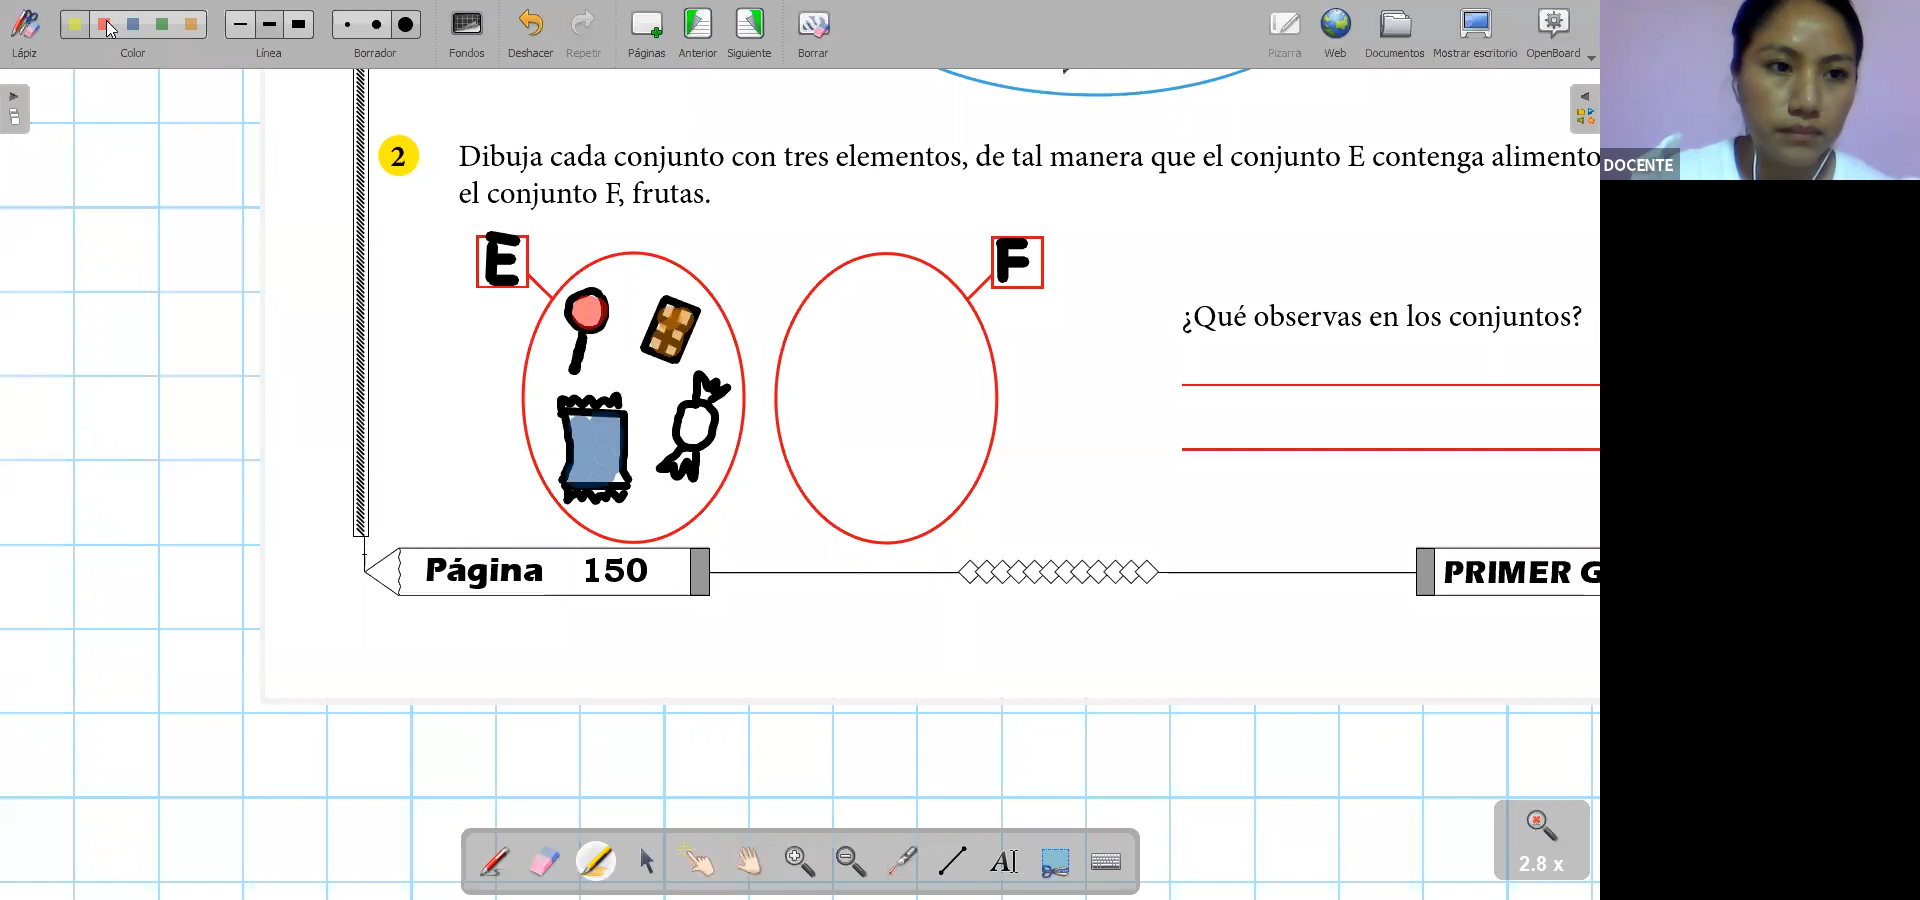 Lápiz Color Línea Borrador Fondos Deshacer Repetir Páginas Anterior Siguiente Borrar Pizarra Web Documentos Mostrar escritorio OpenBoard
DOCENTE
2 Dibuja cada conjunto con tres elementos, de tal manera que el conjunto E contenga alimento
el conjunto F, frutas.
E F
¿Qué observas en los conjuntos?
Página 150 PRIMER G
AI
2.8 x